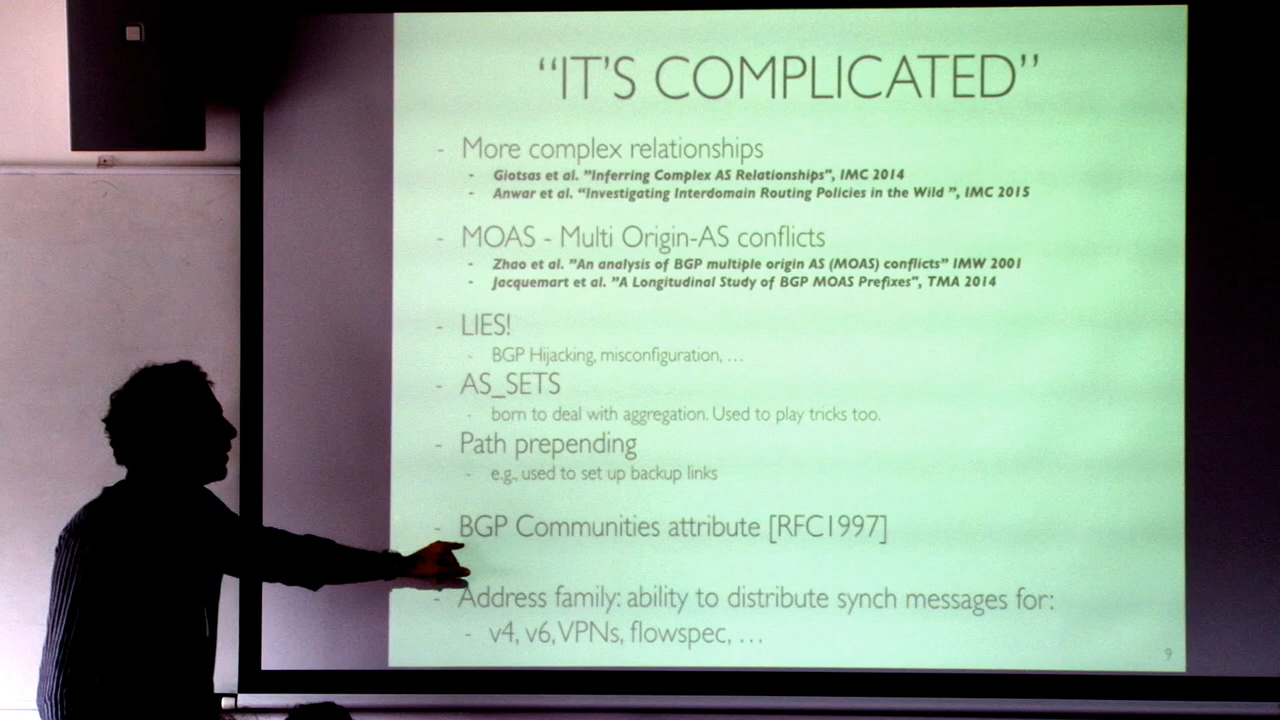 “IT’S COMPLICATED”
- More complex relationships
- Giotsas et al. ”Inferring Complex AS Relationships”, IMC 2014
- Anwar et al. “Investigating Interdomain Routing Policies in the Wild ”, IMC 2015
- MOAS - Multi Origin-AS conflicts
- Zhao et al. ”An analysis of BGP multiple origin AS (MOAS) conflicts” IMW 2001
- Jacquemart et al. ”A Longitudinal Study of BGP MOAS Prefixes”, TMA 2014
- LIES!
- BGP Hijacking, misconfiguration, …
- AS_SETS
- born to deal with aggregation. Used to play tricks too.
- Path prepending
- e.g., used to set up backup links
- BGP Communities attribute [RFC1997]
- Address family: ability to distribute synch messages for:
- v4, v6, VPNs, flowspec, …
9